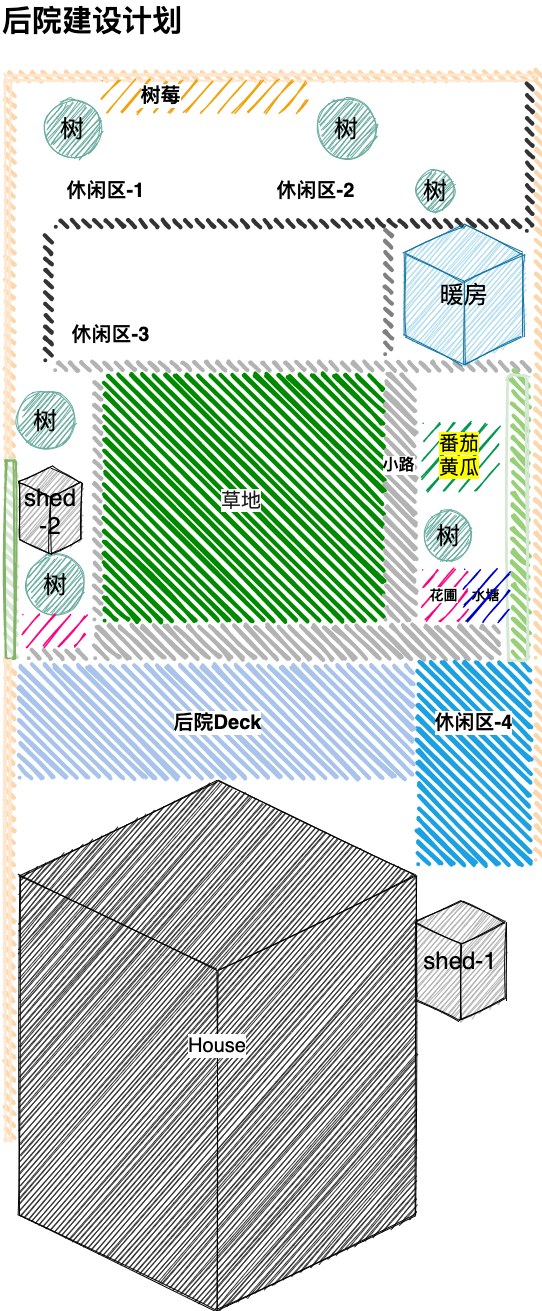 后院建设计划
树莓
树
树
树
休闲区-1
休闲区-2
暖房
休闲区-3
树
番茄
黄瓜
小路
shed
-2
草地
树
树
花圃
水塘
后院Deck
休闲区-4
shed-1
House